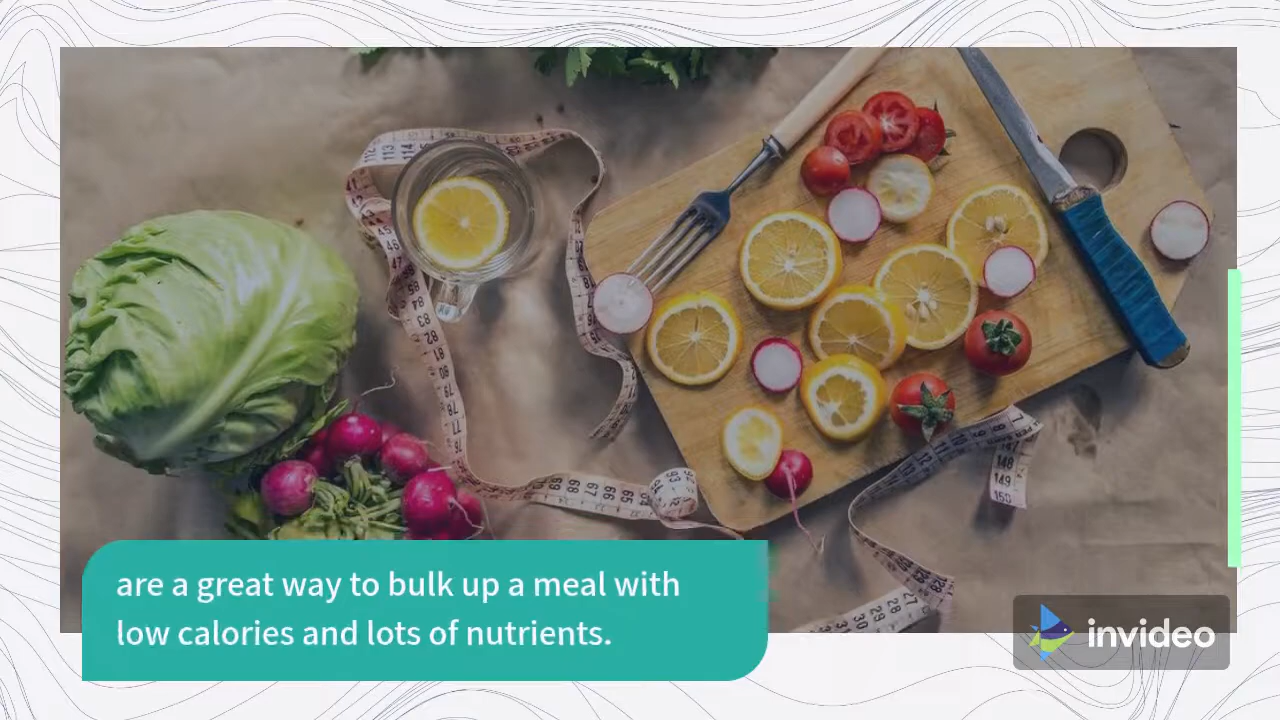 are a great way to bulk up a meal with
low calories and lots of nutrients.
invideo